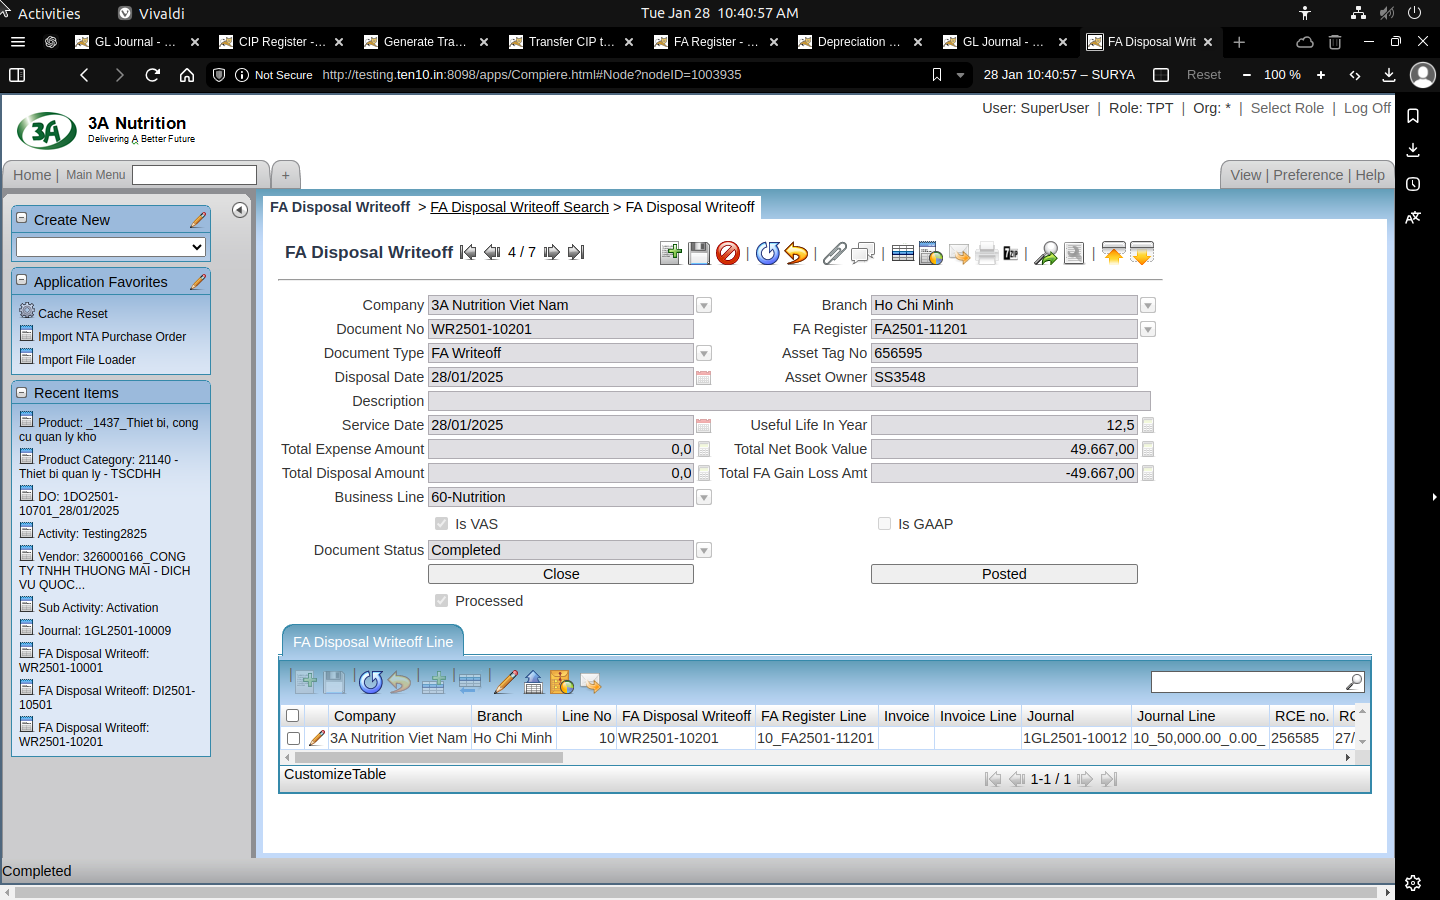 Activities
Vivaldi
Tue Jan 28 10:40:57 AM
GL Journal - ...
CIP Register -...
Generate Tra...
Transfer CIP t...
FA Register - ...
Depreciation ...
GL Journal - ...
FA Disposal Writ
Not Secure
http://testing.ten10.in:8098/apps/Compiere.html#Node?nodeID=1003935
28 Jan 10:40:57 – SURYA
Reset
100 %
3A
3A Nutrition
Delivering A Better Future
User: SuperUser | Role: TPT | Org: * | Select Role | Log Off
Home | Main Menu
+
View | Preference | Help
Create New
Application Favorites
Cache Reset
Import NTA Purchase Order
Import File Loader
Recent Items
Product: _1437_Thiet bi, cong
cu quan ly kho
Product Category: 21140 -
Thiet bi quan ly - TSCDHH
DO: 1DO2501-
10701_28/01/2025
Activity: Testing2825
Vendor: 326000166_CONG
TY TNHH THUONG MAI - DICH
VU QUOC...
Sub Activity: Activation
Journal: 1GL2501-10009
FA Disposal Writeoff:
WR2501-10001
FA Disposal Writeoff: DI2501-
10501
FA Disposal Writeoff:
WR2501-10201
FA Disposal Writeoff > FA Disposal Writeoff Search > FA Disposal Writeoff
FA Disposal Writeoff 4 / 7
7ZIP
Company 3A Nutrition Viet Nam
Branch Ho Chi Minh
Document No WR2501-10201
FA Register FA2501-11201
Document Type FA Writeoff
Asset Tag No 656595
Disposal Date 28/01/2025
Asset Owner SS3548
Description
Service Date 28/01/2025
Useful Life In Year 12,5
Total Expense Amount 0,0
Total Net Book Value 49.667,00
Total Disposal Amount 0,0
Total FA Gain Loss Amt -49.667,00
Business Line 60-Nutrition
Is VAS
Is GAAP
Document Status Completed
Close
Posted
Processed
FA Disposal Writeoff Line
Company Branch Line No FA Disposal Writeoff FA Register Line Invoice Invoice Line Journal Journal Line RCE no. RC
3A Nutrition Viet Nam Ho Chi Minh 10 WR2501-10201 10_FA2501-11201 1GL2501-10012 10_50,000.00_0.00_ 256585 27/
CustomizeTable
1-1 / 1
Completed